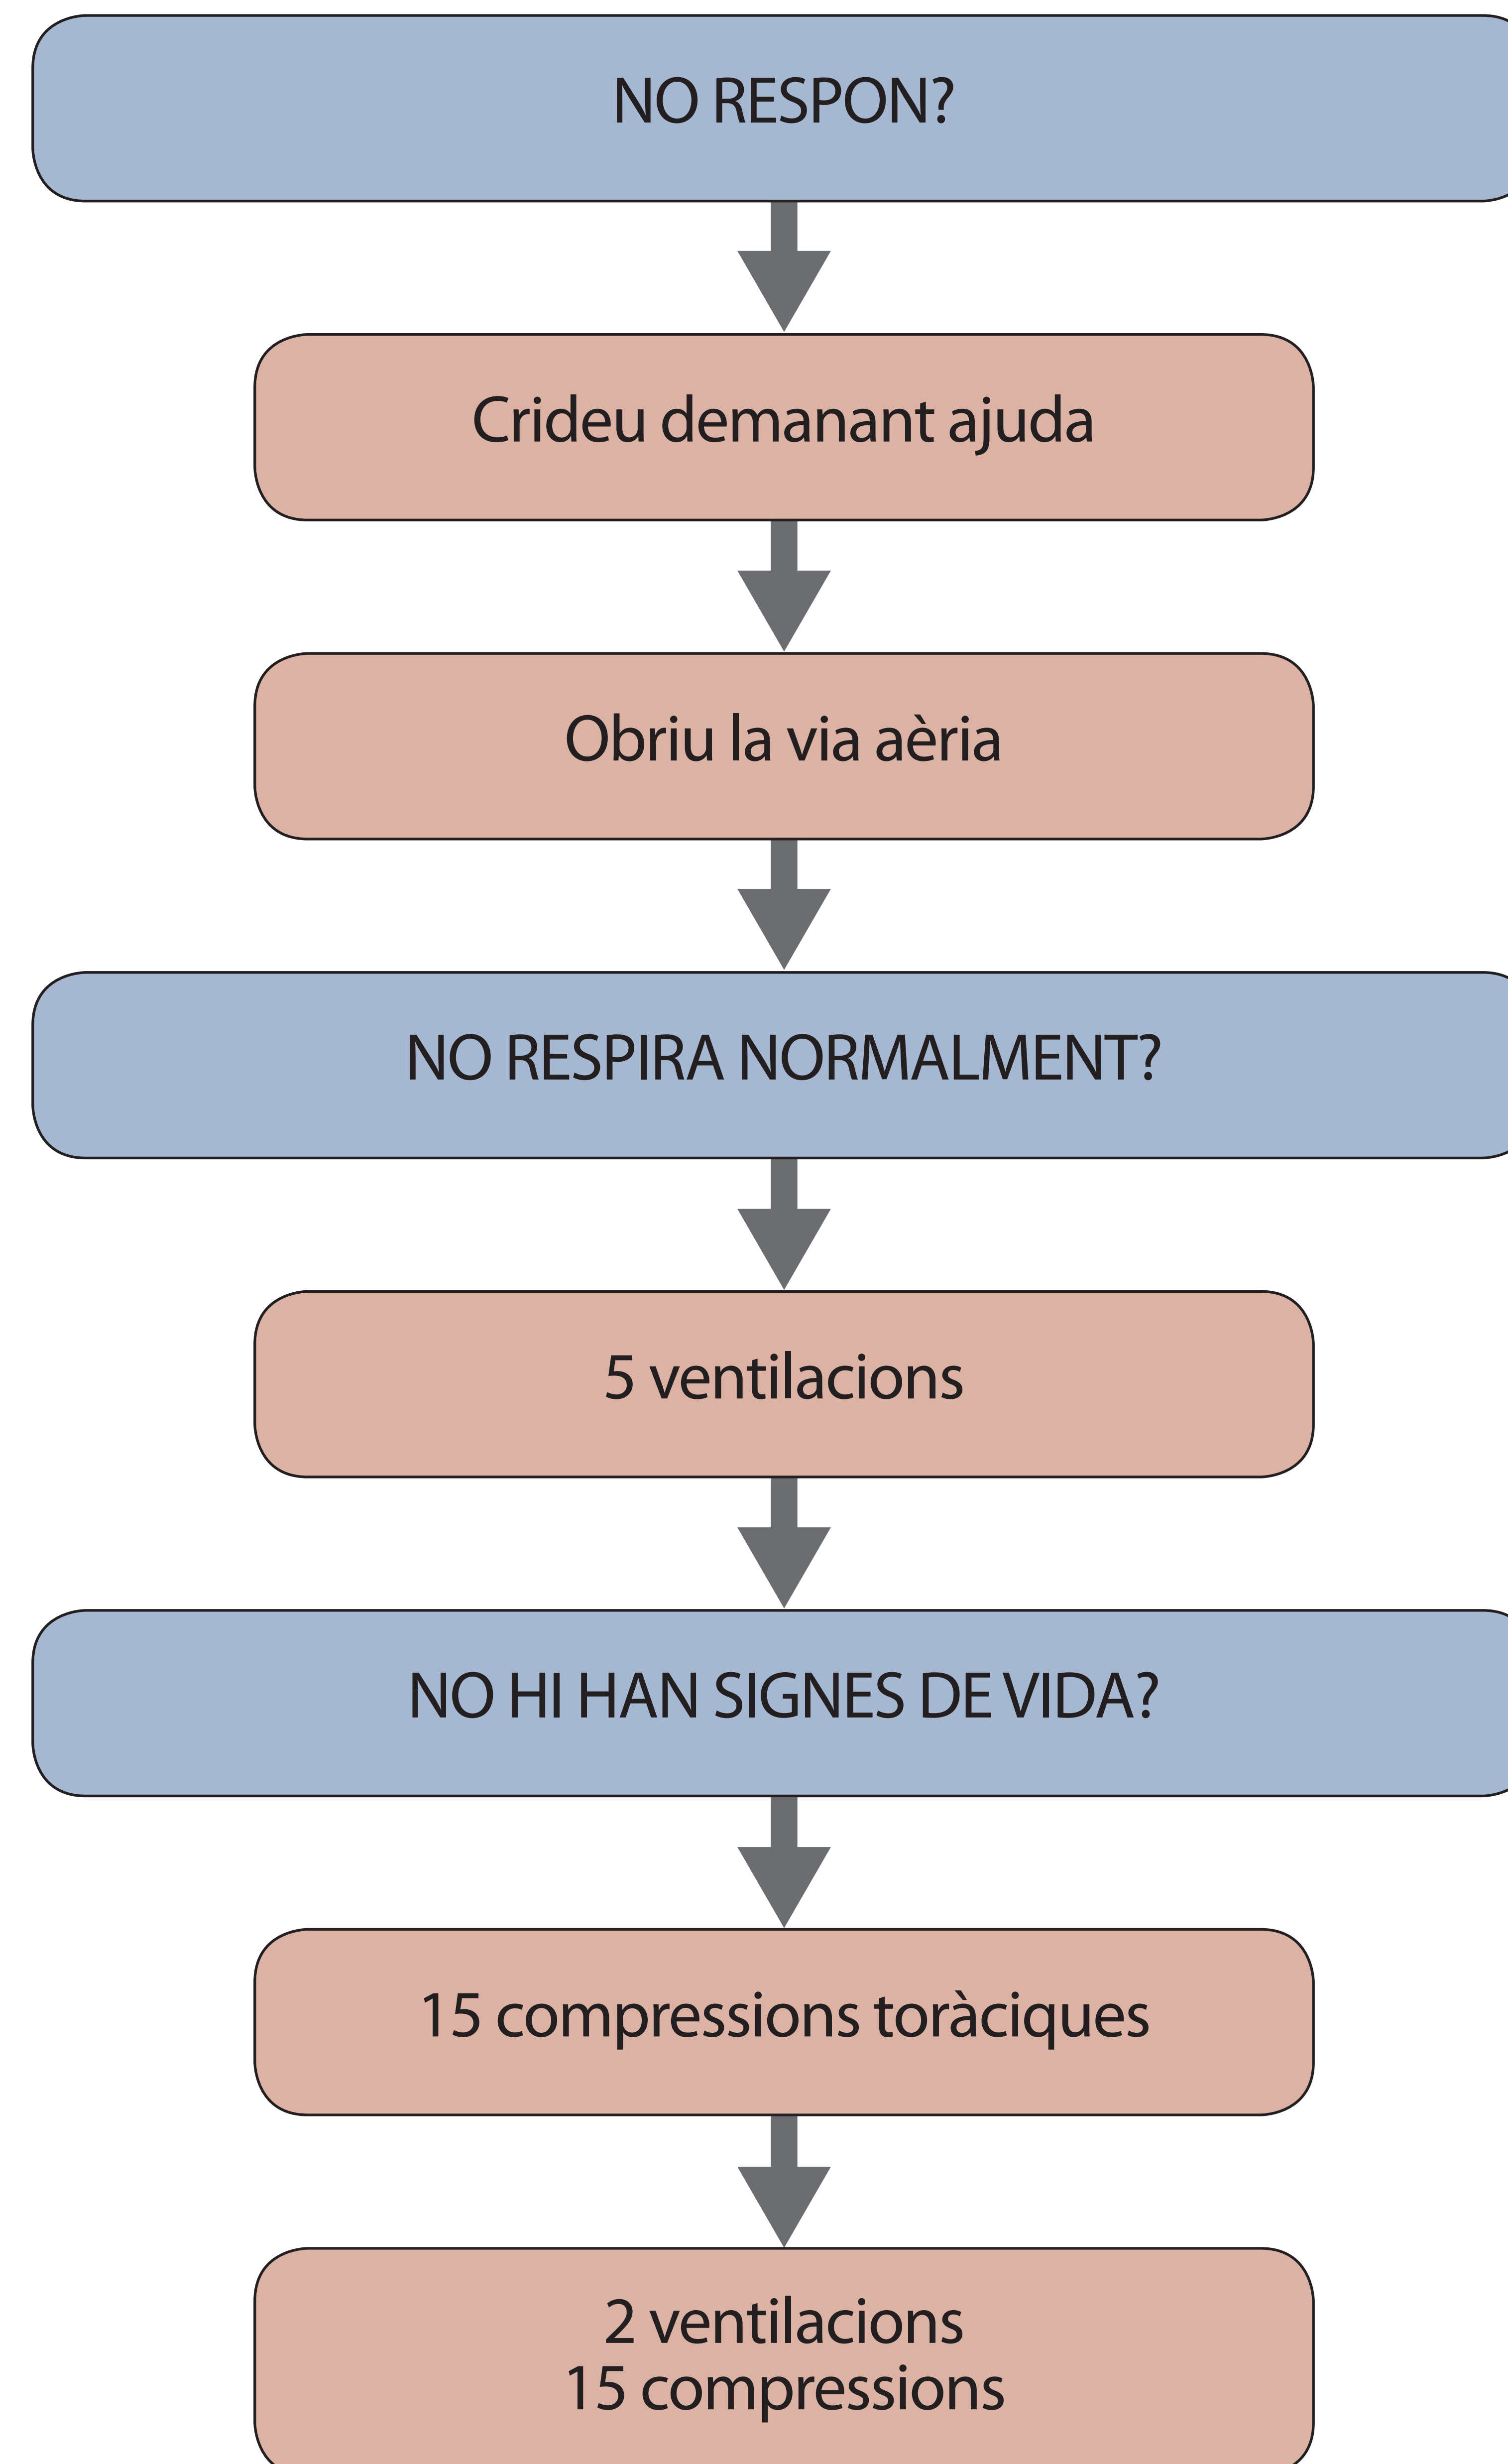 NO RESPON?
Crideu demanant ajuda
Obriu la via aèria
NO RESPIRA NORMALMENT?
5 ventilacions
NO HI HAN SIGNES DE VIDA?
15 compressions toràciques
2 ventilacions
15 compressions